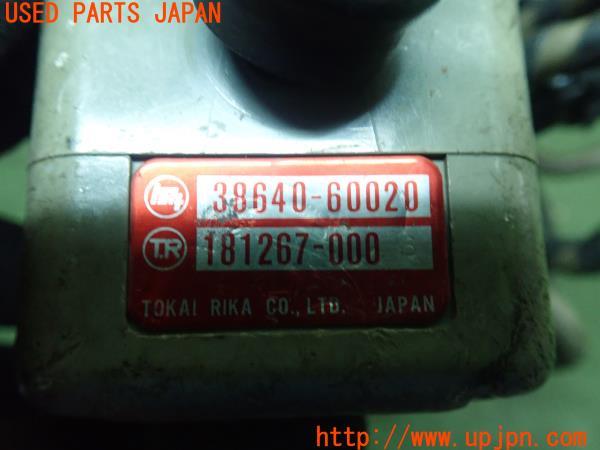 USED PARTS JAPAN
38640-60020
T.R 181267-000
TOKAI RIKA CO., LTD. JAPAN
http://www.upjpn.com